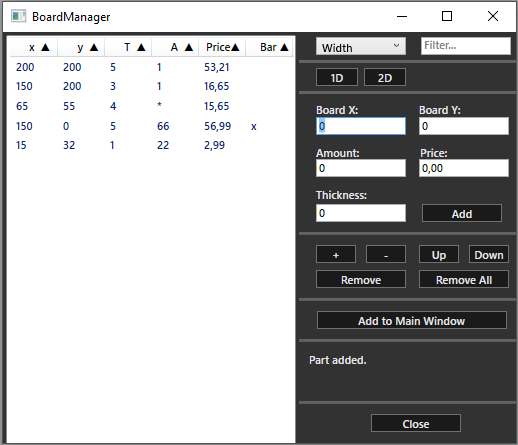 BoardManager
x ▲ y ▲ T ▲ A ▲ Price▲ Bar ▲
200 200 5 1 53,21
150 200 3 1 16,65
65 55 4 * 15,65
150 0 5 66 56,99 x
15 32 1 22 2,99
Width Filter...
1D 2D
Board X: Board Y:
0 0
Amount: Price:
0 0,00
Thickness:
0 Add
+ - Up Down
Remove Remove All
Add to Main Window
Part added.
Close